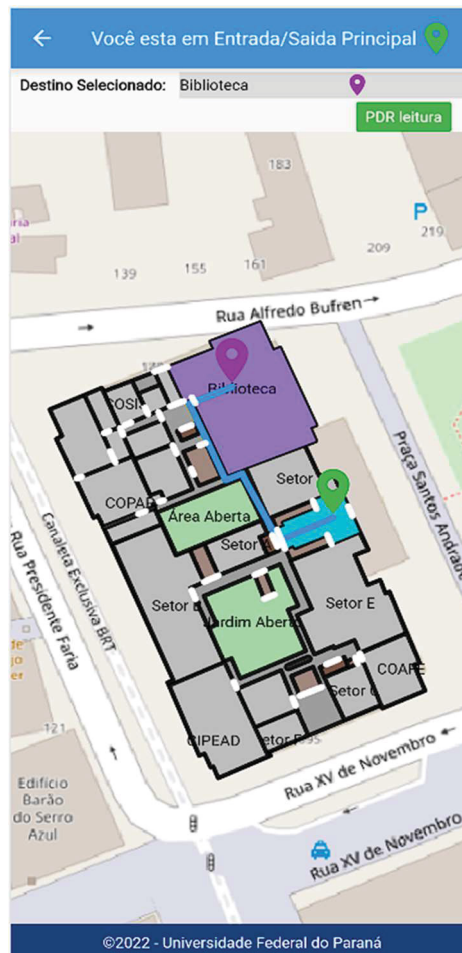 Você esta em Entrada/Saida Principal
Destino Selecionado: Biblioteca
PDR leitura
183
P
219
209
161
155
139
Rua Alfredo Bufren
Biblioteca
COPAP
Setor
Área Aberta
Setor
Praça Santos Andrade
Canaleta Exclusiva BRT
Rua Presidente Faria
Setor
Jardim Abert
Setor E
COAFE
Setor
CIPEAD
121
Rua XV de Novembro
Edifício
Barão
do Serro
Azul
Rua XV de Novembro
©2022 - Universidade Federal do Paraná